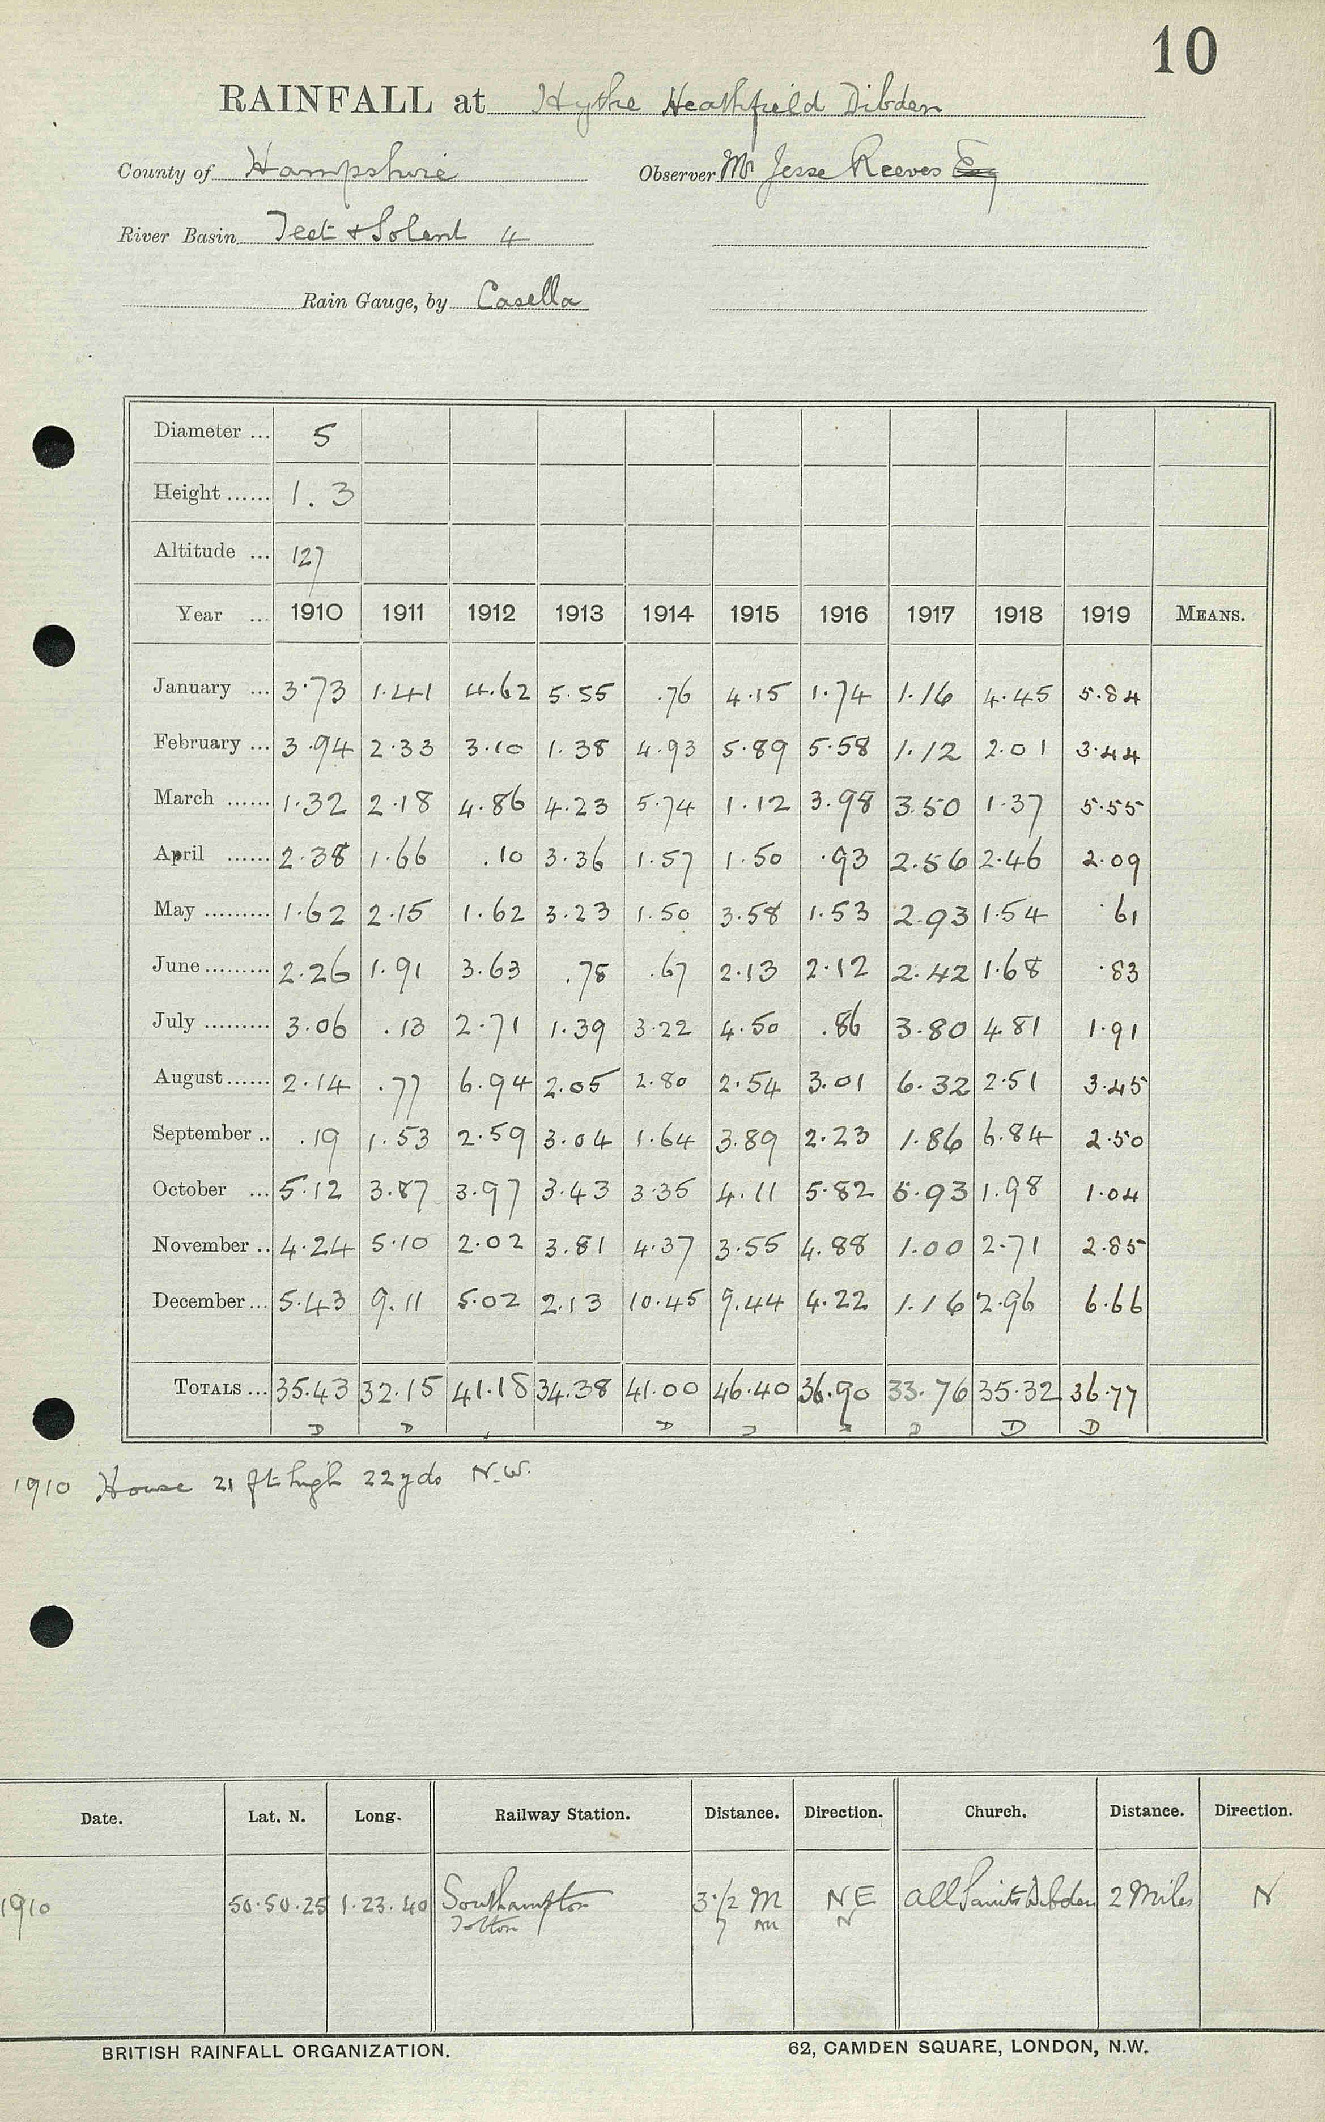 10
RAINFALL at Hythe Heathfield Dibden
County of Hampshire Observer Mr Jesse Reeves Esq
River Basin Test & Solent 4
Rain Gauge, by Casella
Diameter ... 5
Height ...... 1.3
Altitude ... 127
Year ... 1910 1911 1912 1913 1914 1915 1916 1917 1918 1919 MEANS.
January ... 3.73 1.41 4.62 5.55 .76 4.15 1.74 1.16 4.45 5.84
February ... 3.94 2.33 3.10 1.38 4.93 5.89 5.58 1.12 2.01 3.44
March ...... 1.32 2.18 4.86 4.23 5.74 1.12 3.98 3.50 1.37 5.55
April ...... 2.38 1.66 .10 3.36 1.57 1.50 .93 2.56 2.46 2.09
May ......... 1.62 2.15 1.62 3.23 1.50 3.58 1.53 2.93 1.54 .61
June ......... 2.26 1.91 3.63 .78 .67 2.13 2.12 2.42 1.68 .83
July ......... 3.06 .13 2.71 1.39 3.22 4.50 .86 3.80 4.81 1.91
August ...... 2.14 .77 6.94 2.05 2.80 2.54 3.01 6.32 2.51 3.45
September .. .19 1.53 2.59 3.04 1.64 3.89 2.23 1.86 6.84 2.50
October ... 5.12 3.87 3.97 3.43 3.35 4.11 5.82 5.93 1.98 1.04
November .. 4.24 5.10 2.02 3.81 4.37 3.55 4.88 1.00 2.71 2.85
December ... 5.43 9.11 5.02 2.13 10.45 9.44 4.22 1.16 2.96 6.66
TOTALS ... 35.43 32.15 41.18 34.38 41.00 46.40 36.90 33.76 35.32 36.77
D D D D D D D
1910 House 21 ft high 22 yds N.W.
Date. Lat. N. Long. Railway Station. Distance. Direction. Church. Distance. Direction.
1910 50.50.25 1.23.40 Southampton 3 1/2 M NE All Saints Dibden 2 Miles N
Totton 7 m N
BRITISH RAINFALL ORGANIZATION. 62, CAMDEN SQUARE, LONDON, N.W.